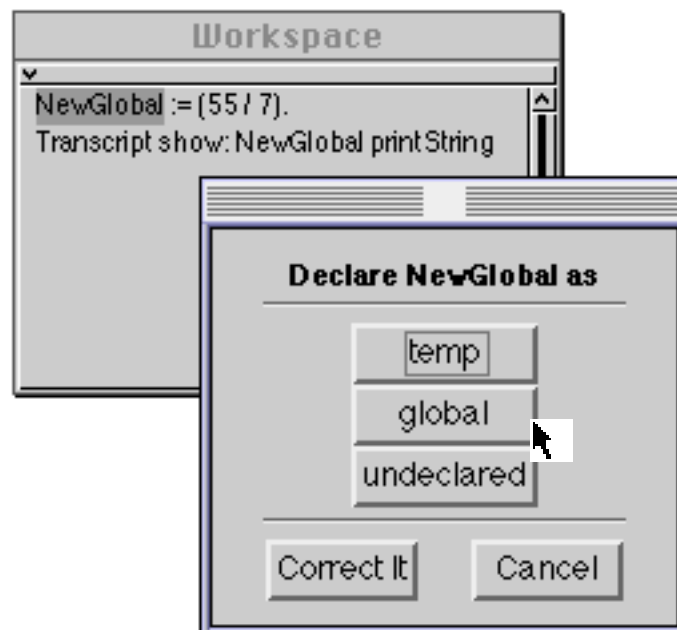 Workspace
NewGlobal := (55 / 7).
Transcript show: NewGlobal printString
Declare NewGlobal as
temp
global
undeclared
Correct It
Cancel